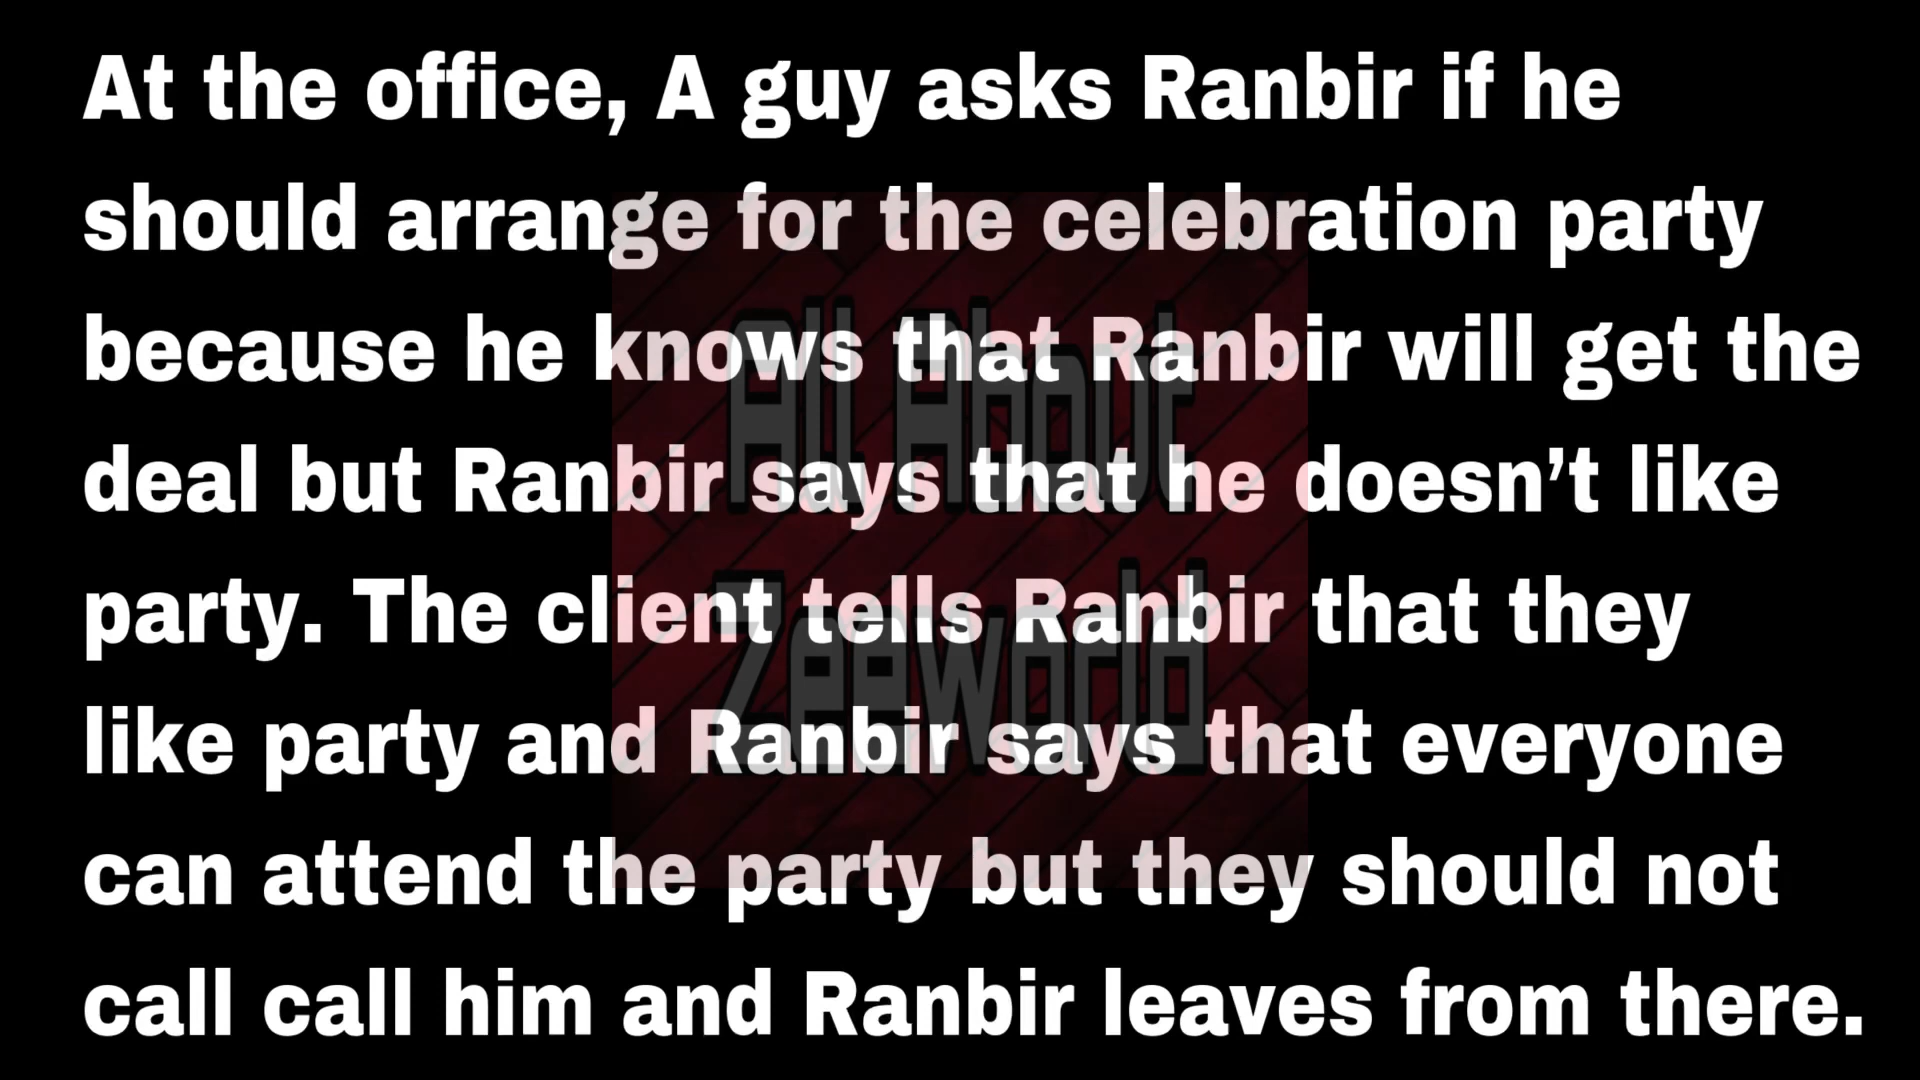 At the office, A guy asks Ranbir if he
should arrange for the celebration party
because he knows that Ranbir will get the
deal but Ranbir says that he doesn’t like
party. The client tells Ranbir that they
like party and Ranbir says that everyone
can attend the party but they should not
call call him and Ranbir leaves from there.
All About
Zeeworld